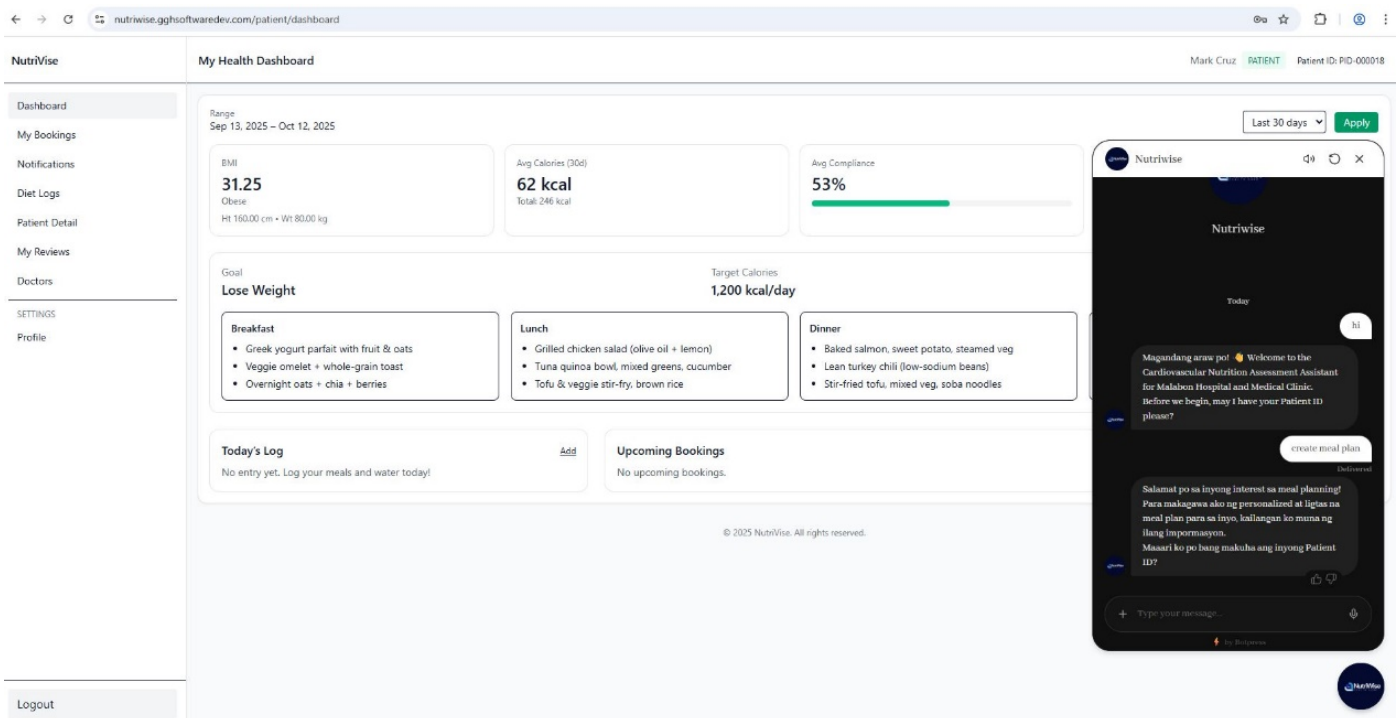 nutriwise.gghsoftwaredev.com/patient/dashboard
NutriVise
My Health Dashboard
Mark Cruz PATIENT Patient ID: PID-000018
Dashboard
My Bookings
Notifications
Diet Logs
Patient Detail
My Reviews
Doctors
SETTINGS
Profile
Logout
Range
Sep 13, 2025 – Oct 12, 2025
Last 30 days Apply
BMI
31.25
Obese
Ht 160.00 cm • Wt 80.00 kg
Avg Calories (30d)
62 kcal
Total: 246 kcal
Avg Compliance
53%
Goal
Lose Weight
Target Calories
1,200 kcal/day
Breakfast
• Greek yogurt parfait with fruit & oats
• Veggie omelet + whole-grain toast
• Overnight oats + chia + berries
Lunch
• Grilled chicken salad (olive oil + lemon)
• Tuna quinoa bowl, mixed greens, cucumber
• Tofu & veggie stir-fry, brown rice
Dinner
• Baked salmon, sweet potato, steamed veg
• Lean turkey chili (low-sodium beans)
• Stir-fried tofu, mixed veg, soba noodles
Today's Log Add
No entry yet. Log your meals and water today!
Upcoming Bookings
No upcoming bookings.
© 2025 NutriVise. All rights reserved.
Nutriwise
Nutriwise
Today
hi
Magandang araw po! 👋 Welcome to the
Cardiovascular Nutrition Assessment Assistant
for Malabon Hospital and Medical Clinic.
Before we begin, may I have your Patient ID
please?
create meal plan
Delivered
Salamat po sa inyong interest sa meal planning!
Para makagawa ako ng personalized at ligtas na
meal plan para sa inyo, kailangan ko muna ng
ilang impormasyon.
Maaari ko po bang makuha ang inyong Patient
ID?
Type your message...
⚡ by Botpress
NutriWise